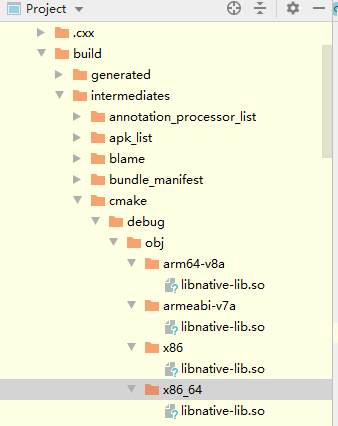 Project
.cxx
build
generated
intermediates
annotation_processor_list
apk_list
blame
bundle_manifest
cmake
debug
obj
arm64-v8a
libnative-lib.so
armeabi-v7a
libnative-lib.so
x86
libnative-lib.so
x86_64
libnative-lib.so